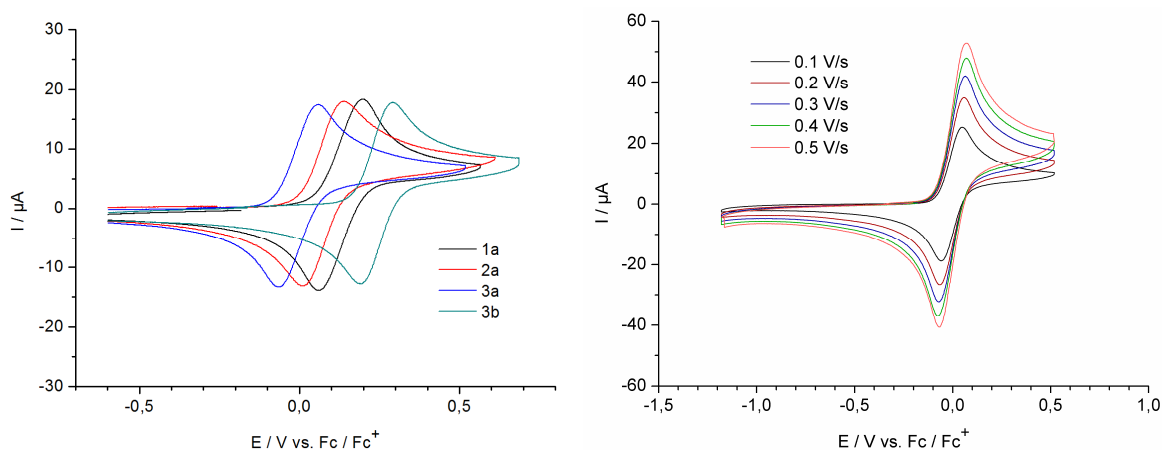 30
20
10
0
-10
-20
-30
I / µA
-0,5
0,0
0,5
E / V vs. Fc / Fc+
1a
2a
3a
3b
60
40
20
0
-20
-40
-60
I / µA
-1,5
-1,0
-0,5
0,0
0,5
1,0
E / V vs. Fc / Fc+
0.1 V/s
0.2 V/s
0.3 V/s
0.4 V/s
0.5 V/s